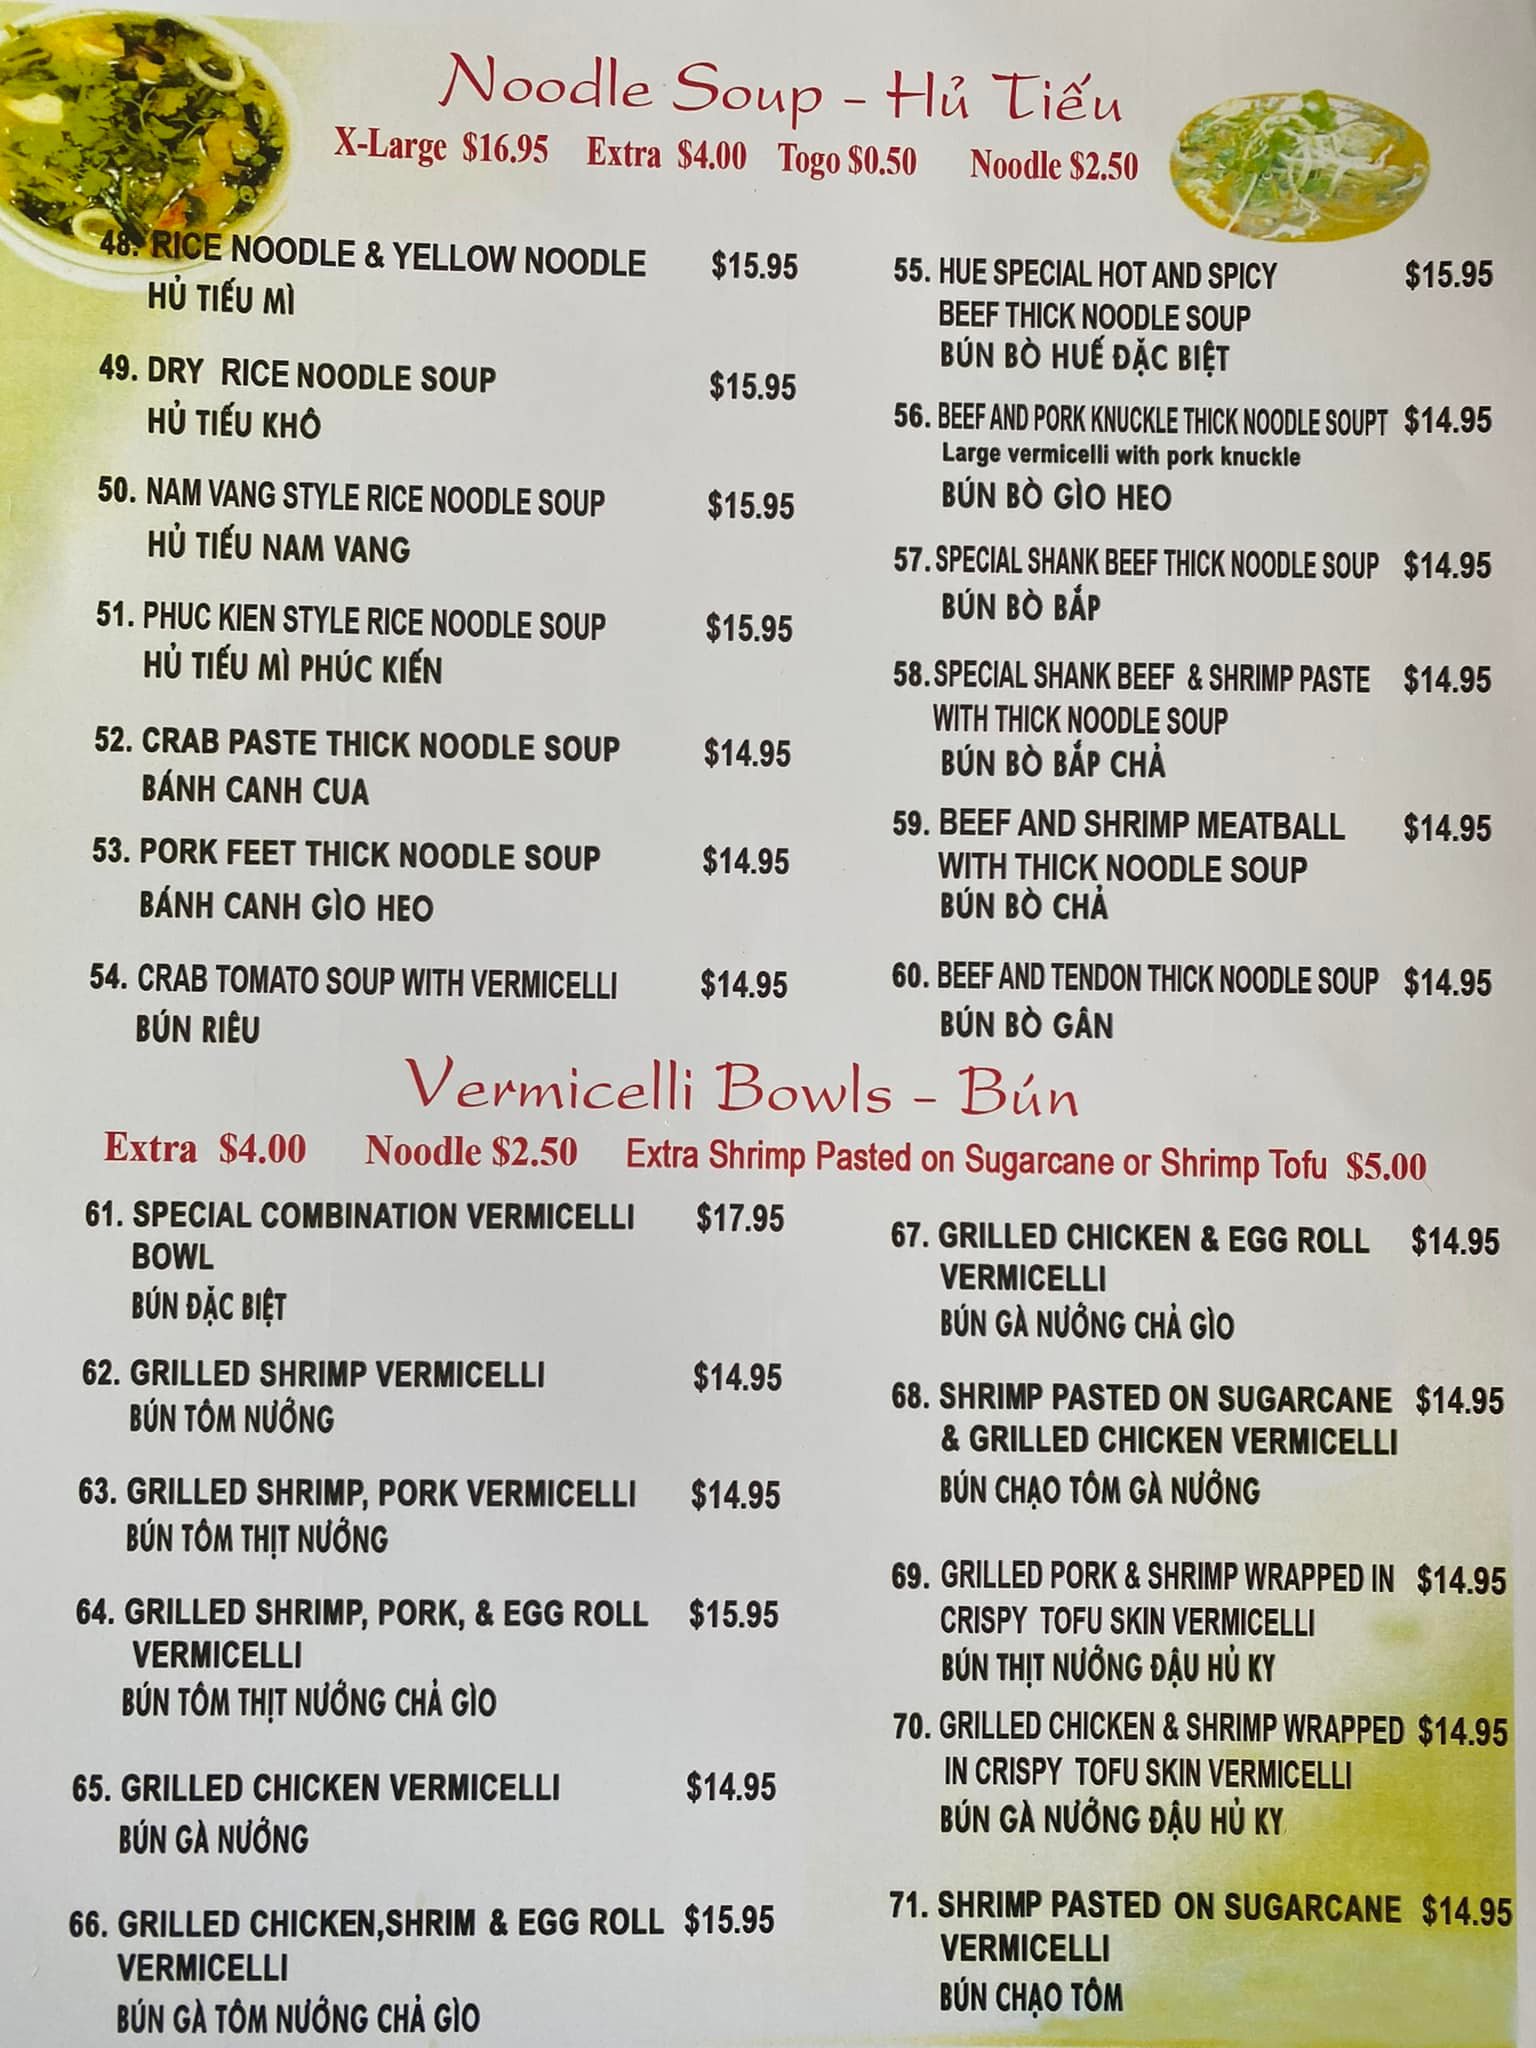 Noodle Soup - Hủ Tiếu
X-Large $16.95 Extra $4.00 Togo $0.50 Noodle $2.50
48. RICE NOODLE & YELLOW NOODLE $15.95
HỦ TIẾU MÌ
49. DRY RICE NOODLE SOUP $15.95
HỦ TIẾU KHÔ
50. NAM VANG STYLE RICE NOODLE SOUP $15.95
HỦ TIẾU NAM VANG
51. PHUC KIEN STYLE RICE NOODLE SOUP $15.95
HỦ TIẾU MÌ PHÚC KIẾN
52. CRAB PASTE THICK NOODLE SOUP $14.95
BÁNH CANH CUA
53. PORK FEET THICK NOODLE SOUP $14.95
BÁNH CANH GÌO HEO
54. CRAB TOMATO SOUP WITH VERMICELLI $14.95
BÚN RIÊU
55. HUE SPECIAL HOT AND SPICY $15.95
BEEF THICK NOODLE SOUP
BÚN BÒ HUẾ ĐẶC BIỆT
56. BEEF AND PORK KNUCKLE THICK NOODLE SOUPT $14.95
Large vermicelli with pork knuckle
BÚN BÒ GÌO HEO
57. SPECIAL SHANK BEEF THICK NOODLE SOUP $14.95
BÚN BÒ BẮP
58. SPECIAL SHANK BEEF & SHRIMP PASTE $14.95
WITH THICK NOODLE SOUP
BÚN BÒ BẮP CHẢ
59. BEEF AND SHRIMP MEATBALL $14.95
WITH THICK NOODLE SOUP
BÚN BÒ CHẢ
60. BEEF AND TENDON THICK NOODLE SOUP $14.95
BÚN BÒ GÂN
Vermicelli Bowls - Bún
Extra $4.00 Noodle $2.50 Extra Shrimp Pasted on Sugarcane or Shrimp Tofu $5.00
61. SPECIAL COMBINATION VERMICELLI $17.95
BOWL
BÚN ĐẶC BIỆT
62. GRILLED SHRIMP VERMICELLI $14.95
BÚN TÔM NƯỚNG
63. GRILLED SHRIMP, PORK VERMICELLI $14.95
BÚN TÔM THỊT NƯỚNG
64. GRILLED SHRIMP, PORK, & EGG ROLL $15.95
VERMICELLI
BÚN TÔM THỊT NƯỚNG CHẢ GÌO
65. GRILLED CHICKEN VERMICELLI $14.95
BÚN GÀ NƯỚNG
66. GRILLED CHICKEN,SHRIM & EGG ROLL $15.95
VERMICELLI
BÚN GÀ TÔM NƯỚNG CHẢ GÌO
67. GRILLED CHICKEN & EGG ROLL $14.95
VERMICELLI
BÚN GÀ NƯỚNG CHẢ GÌO
68. SHRIMP PASTED ON SUGARCANE $14.95
& GRILLED CHICKEN VERMICELLI
BÚN CHẠO TÔM GÀ NƯỚNG
69. GRILLED PORK & SHRIMP WRAPPED IN $14.95
CRISPY TOFU SKIN VERMICELLI
BÚN THỊT NƯỚNG ĐẬU HỦ KY
70. GRILLED CHICKEN & SHRIMP WRAPPED $14.95
IN CRISPY TOFU SKIN VERMICELLI
BÚN GÀ NƯỚNG ĐẬU HỦ KY
71. SHRIMP PASTED ON SUGARCANE $14.95
VERMICELLI
BÚN CHẠO TÔM